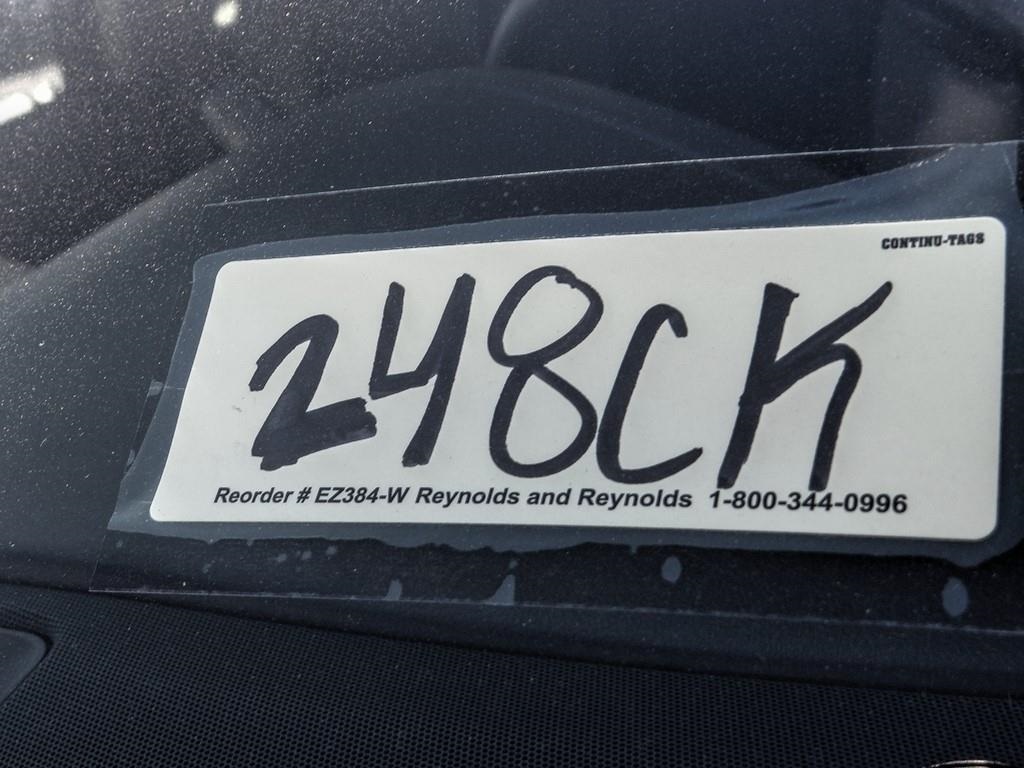 CONTINU-TAGS
248CK
Reorder # EZ384-W Reynolds and Reynolds 1-800-344-0996